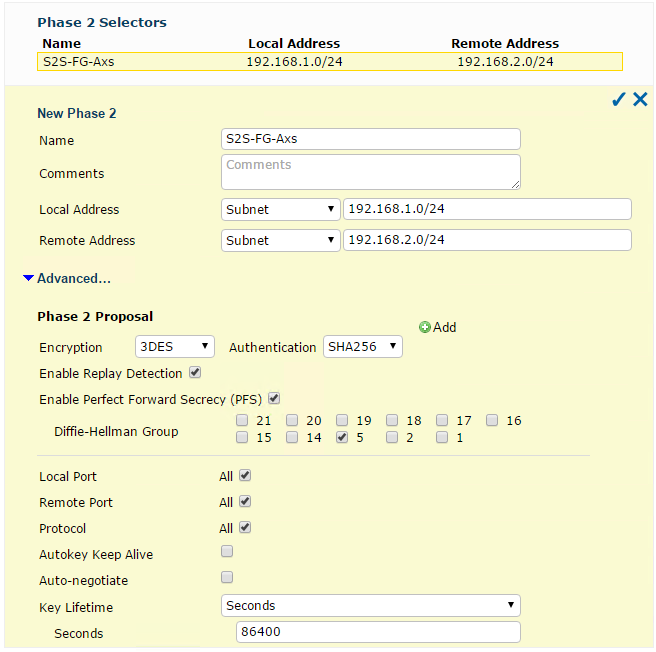 Phase 2 Selectors
Name Local Address Remote Address
S2S-FG-Axs 192.168.1.0/24 192.168.2.0/24
New Phase 2
Name S2S-FG-Axs
Comments Comments
Local Address Subnet 192.168.1.0/24
Remote Address Subnet 192.168.2.0/24
Advanced...
Phase 2 Proposal
Add
Encryption 3DES Authentication SHA256
Enable Replay Detection
Enable Perfect Forward Secrecy (PFS)
21 20 19 18 17 16
Diffie-Hellman Group
15 14 5 2 1
Local Port All
Remote Port All
Protocol All
Autokey Keep Alive
Auto-negotiate
Key Lifetime Seconds
Seconds 86400